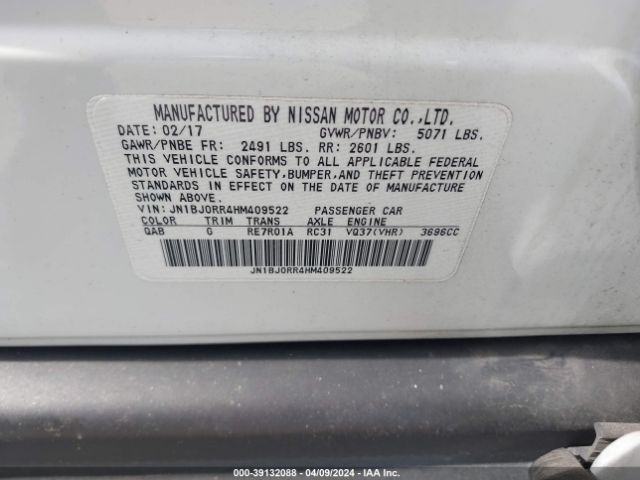 MANUFACTURED BY NISSAN MOTOR CO.,LTD.
DATE: 02/17 GVWR/PNBV: 5071 LBS.
GAWR/PNBE FR: 2491 LBS. RR: 2601 LBS.
THIS VEHICLE CONFORMS TO ALL APPLICABLE FEDERAL
MOTOR VEHICLE SAFETY,BUMPER,AND THEFT PREVENTION
STANDARDS IN EFFECT ON THE DATE OF MANUFACTURE
SHOWN ABOVE.
VIN: JN1BJ0RR4HM409522 PASSENGER CAR
COLOR TRIM TRANS AXLE ENGINE
QAB G RE7R01A RC31 VQ37(VHR) 3696CC
JN1BJ0RR4HM409522
000-39132088 - 04/09/2024 - IAA Inc.